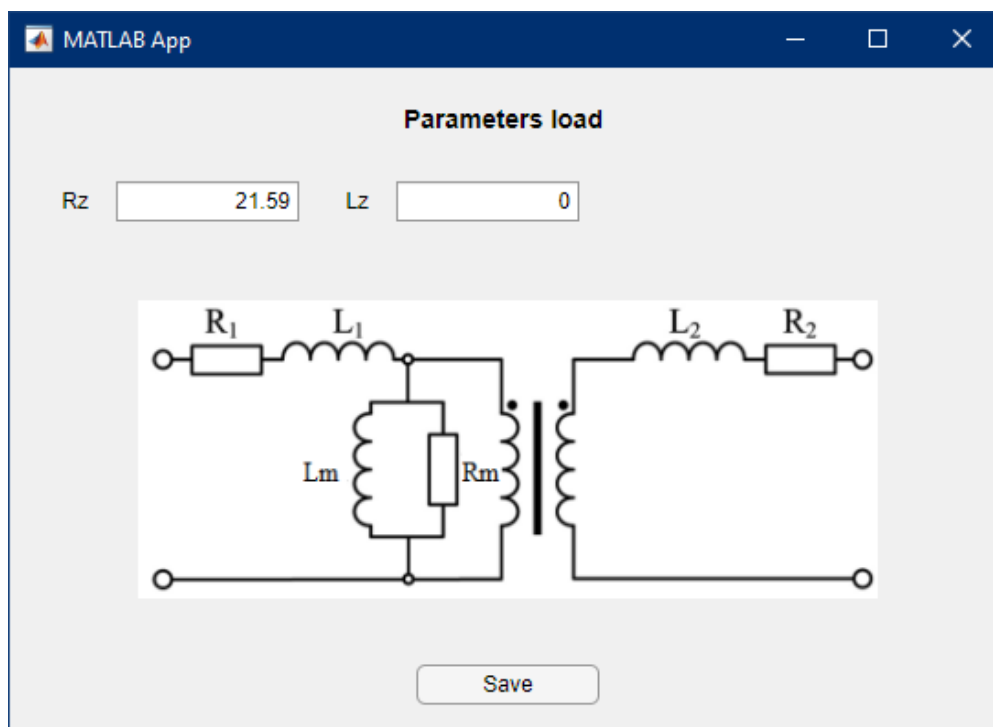 MATLAB App
Parameters load
Rz 21.59 Lz 0
R₁ L₁ L₂ R₂
Lm Rm
Save